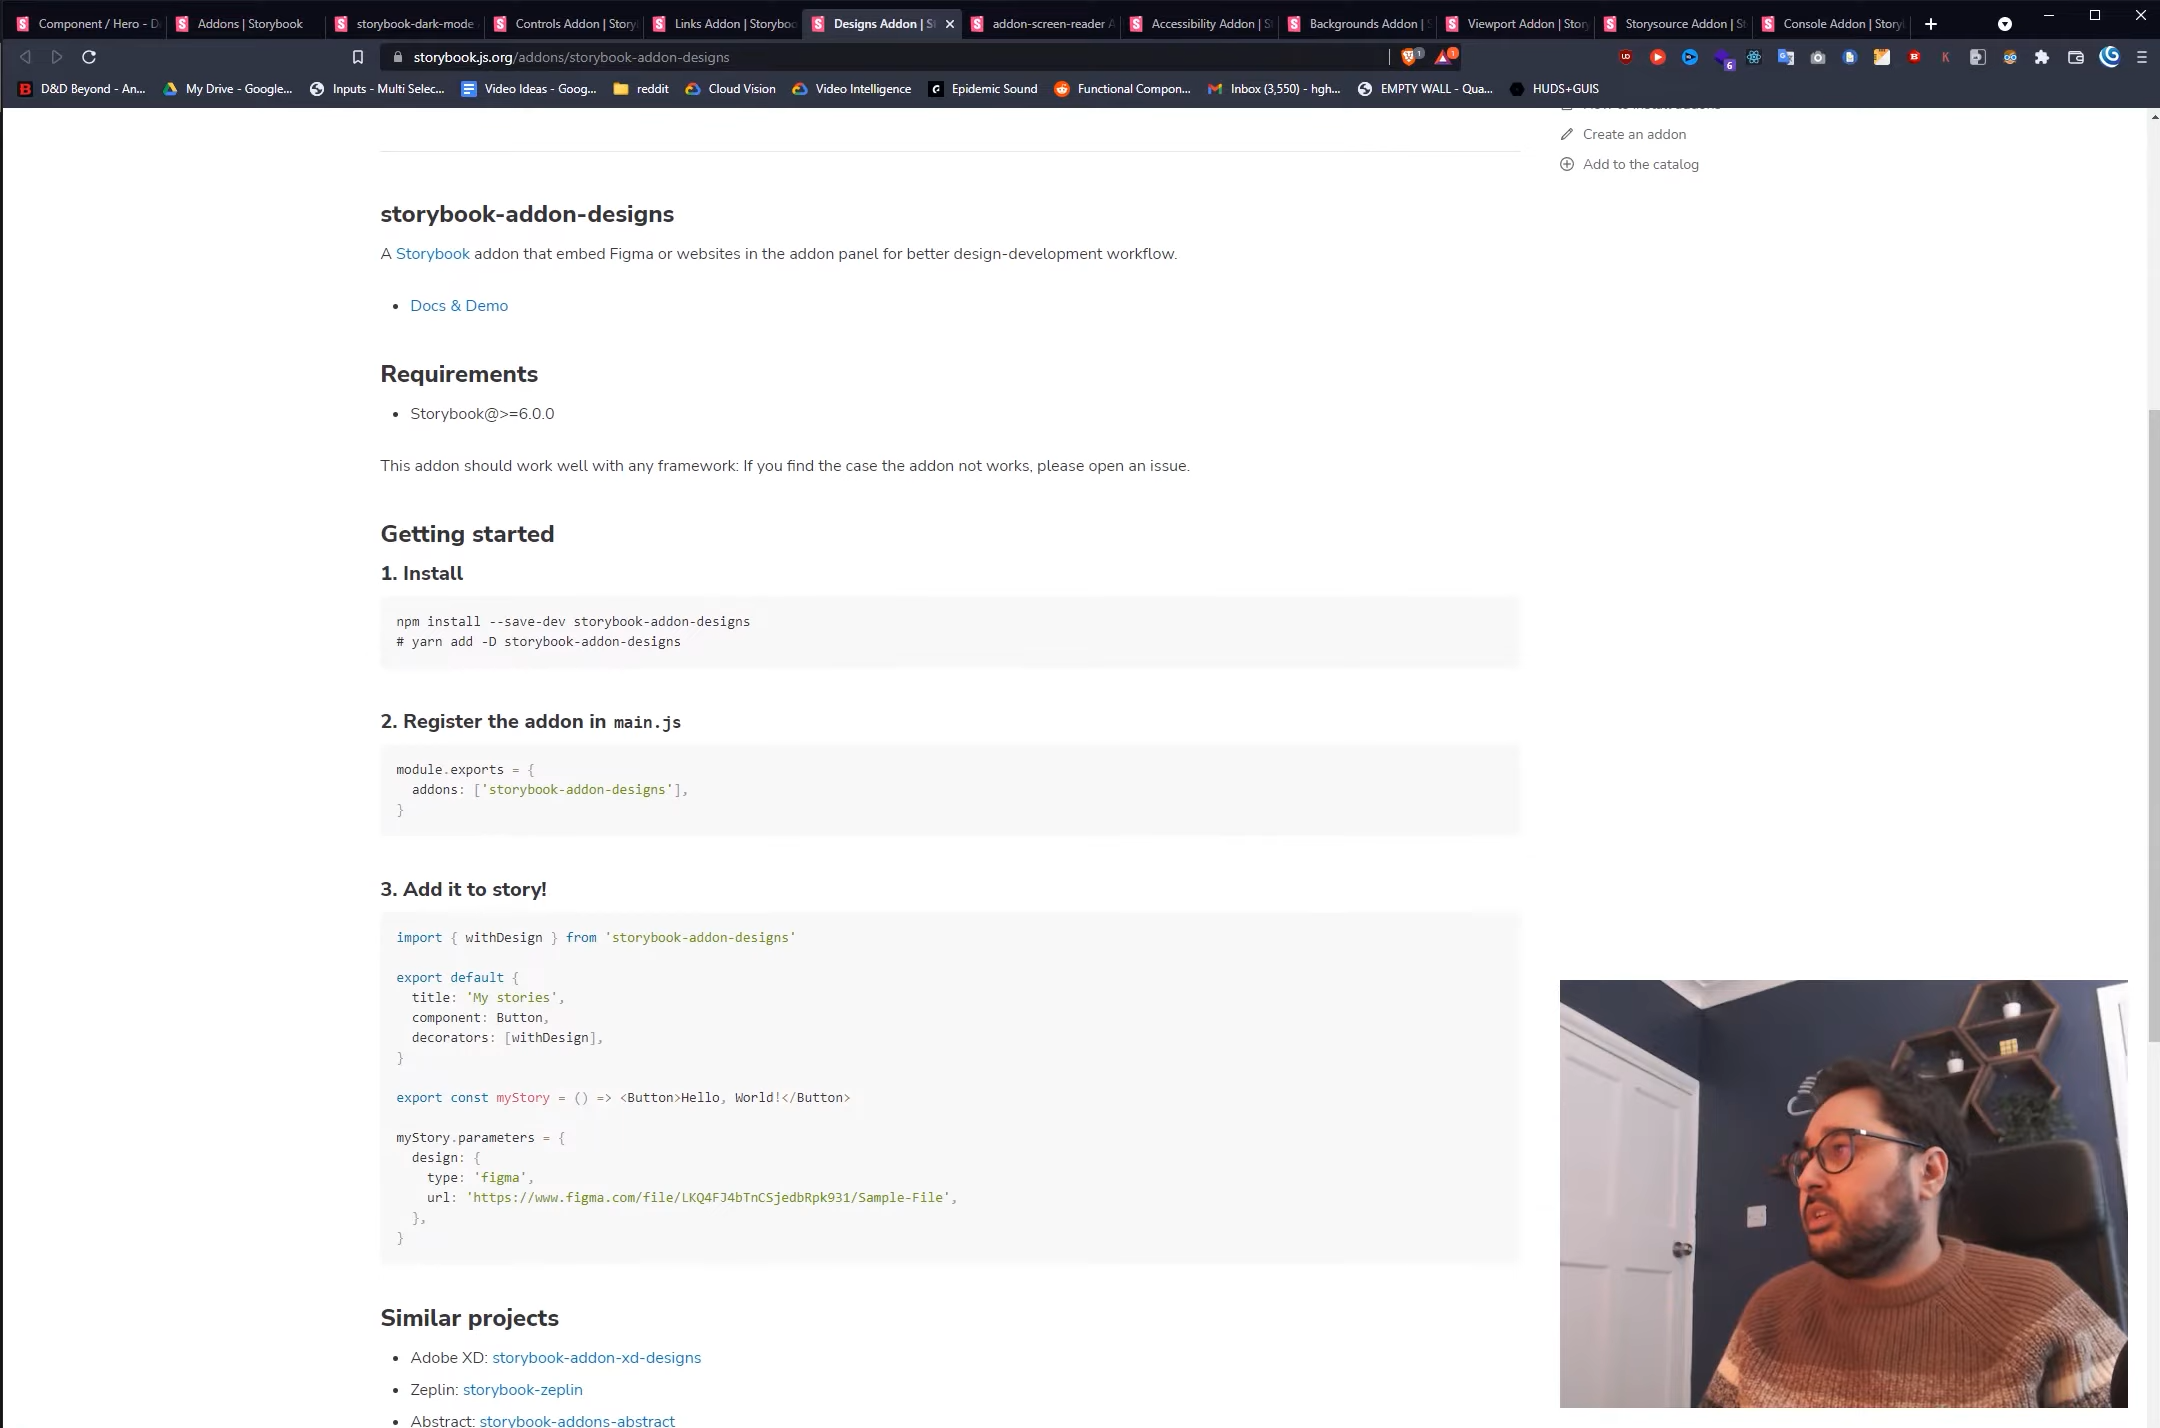 Component / Hero - D
Addons | Storybook
storybook-dark-mode
Controls Addon | Story
Links Addon | Storyboo
Designs Addon | S
addon-screen-reader A
Accessibility Addon | S
Backgrounds Addon |
Viewport Addon | Story
Storysource Addon | S
Console Addon | Story
storybook.js.org/addons/storybook-addon-designs
1
1
6
D&D Beyond - An...
My Drive - Google...
Inputs - Multi Selec...
Video Ideas - Goog...
reddit
Cloud Vision
Video Intelligence
Epidemic Sound
Functional Compon...
Inbox (3,550) - hgh...
EMPTY WALL - Qua...
HUDS+GUIS
Create an addon
Add to the catalog
storybook-addon-designs
A Storybook addon that embed Figma or websites in the addon panel for better design-development workflow.
• Docs & Demo
Requirements
• Storybook@>=6.0.0
This addon should work well with any framework: If you find the case the addon not works, please open an issue.
Getting started
1. Install
npm install --save-dev storybook-addon-designs
# yarn add -D storybook-addon-designs
2. Register the addon in main.js
module.exports = {
addons: ['storybook-addon-designs'],
}
3. Add it to story!
import { withDesign } from 'storybook-addon-designs'
export default {
title: 'My stories',
component: Button,
decorators: [withDesign],
}
export const myStory = () => <Button>Hello, World!</Button>
myStory.parameters = {
design: {
type: 'figma',
url: 'https://www.figma.com/file/LKQ4FJ4bTnCSjedbRpk931/Sample-File',
},
}
Similar projects
• Adobe XD: storybook-addon-xd-designs
• Zeplin: storybook-zeplin
• Abstract: storybook-addons-abstract